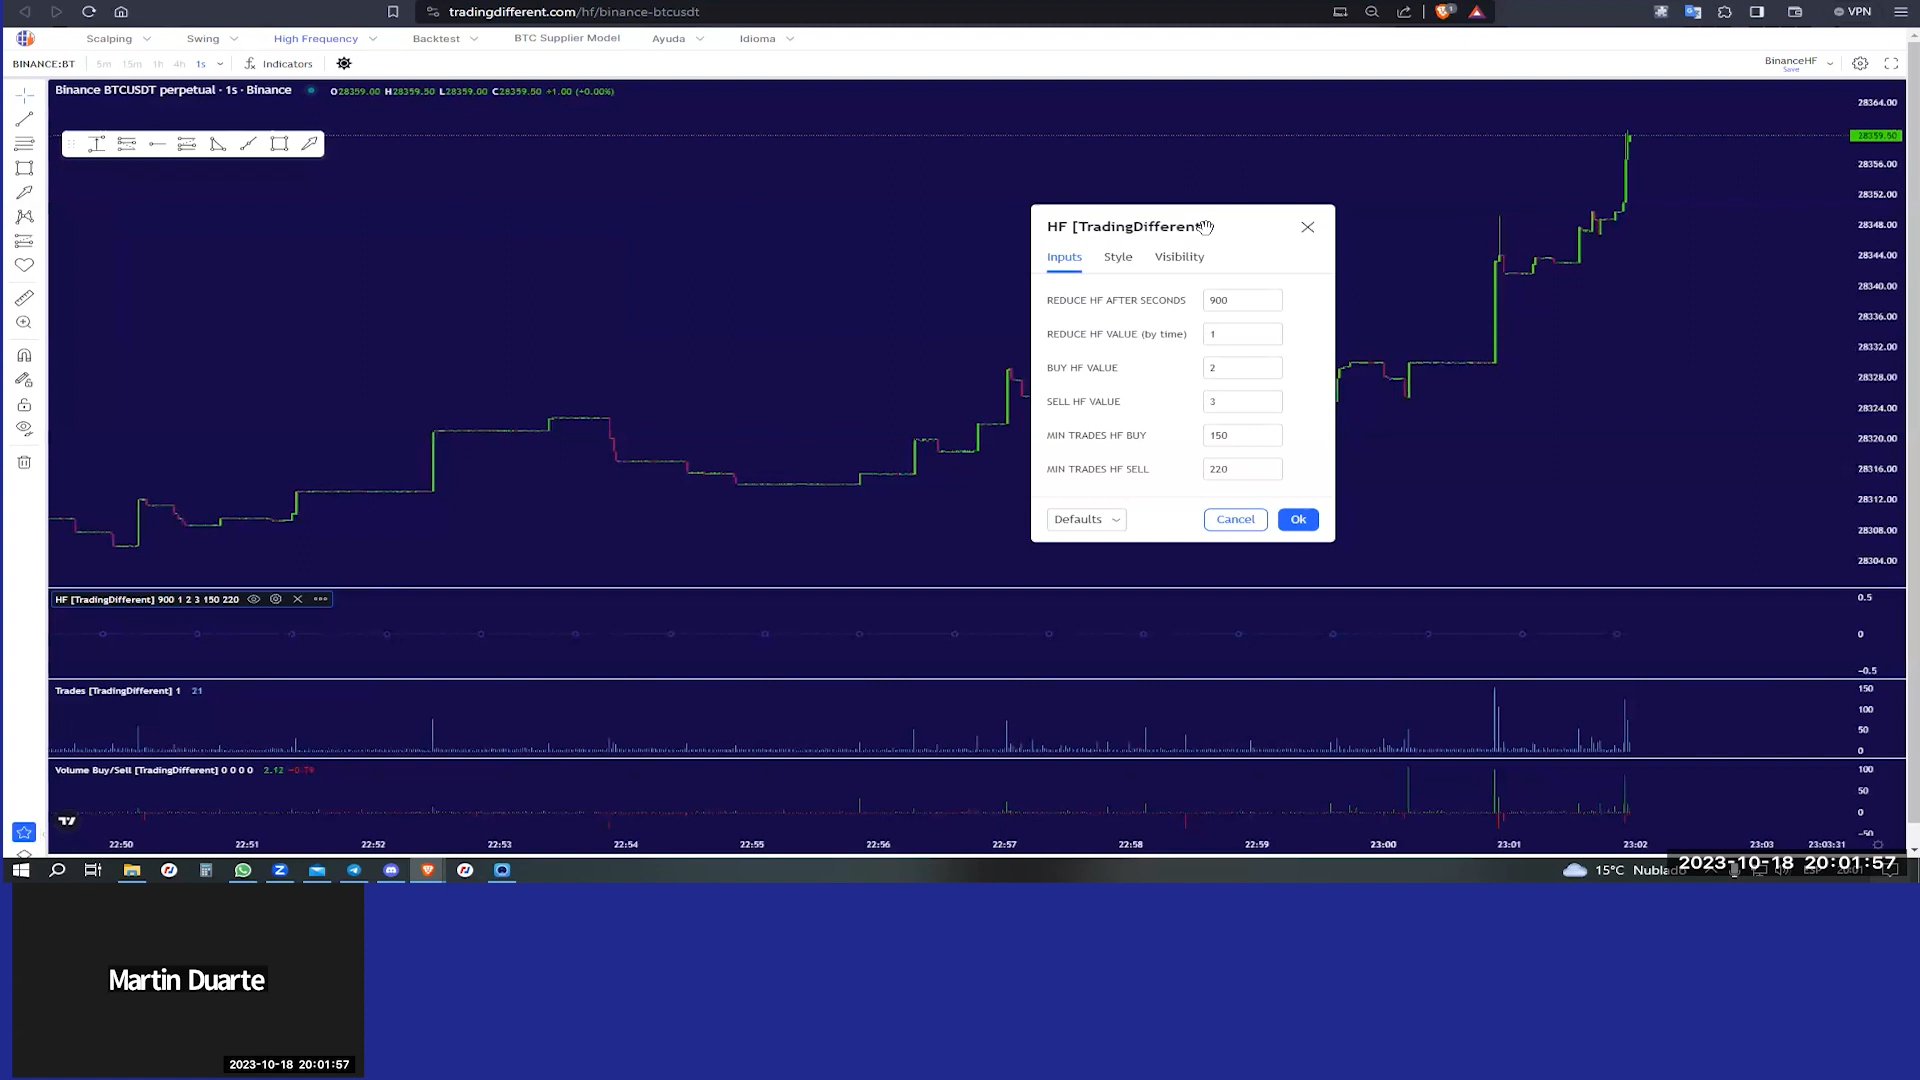 tradingdifferent.com/hf/binance-btcusdt
VPN
Scalping Swing High Frequency Backtest BTC Supplier Model Ayuda Idioma
BINANCE:BT 5m 15m 1h 4h 1s Indicators BinanceHF
Save
Binance BTCUSDT perpetual · 1s · Binance O28359.00 H28359.50 L28359.00 C28359.50 +1.00 (+0.00%)
28364.00
28359.50
28356.00
28352.00
28348.00
28344.00
28340.00
28336.00
28332.00
28328.00
28324.00
28320.00
28316.00
28312.00
28308.00
28304.00
HF [TradingDifferent
Inputs Style Visibility
REDUCE HF AFTER SECONDS 900
REDUCE HF VALUE (by time) 1
BUY HF VALUE 2
SELL HF VALUE 3
MIN TRADES HF BUY 150
MIN TRADES HF SELL 220
Defaults Cancel Ok
HF [TradingDifferent] 900 1 2 3 150 220
0.5
0
−0.5
Trades [TradingDifferent] 1 21
150
100
50
0
Volume Buy/Sell [TradingDifferent] 0 0 0 0 2.12 −0.79
100
50
0
−50
22:50 22:51 22:52 22:53 22:54 22:55 22:56 22:57 22:58 22:59 23:00 23:01 23:02 23:03 23:03:31
15°C Nublado
2023-10-18 20:01:57
Martin Duarte
2023-10-18 20:01:57